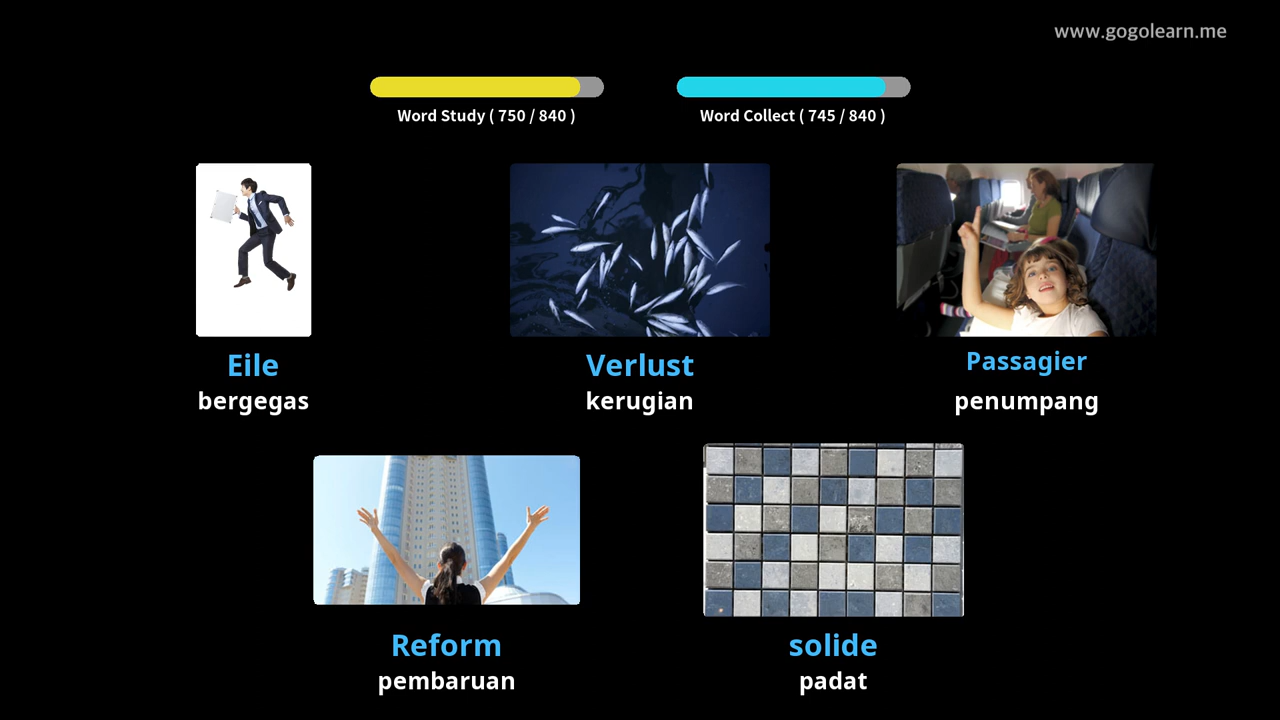 www.gogolearn.me
Word Study ( 750 / 840 )
Word Collect ( 745 / 840 )
Eile
bergegas
Verlust
kerugian
Passagier
penumpang
Reform
pembaruan
solide
padat